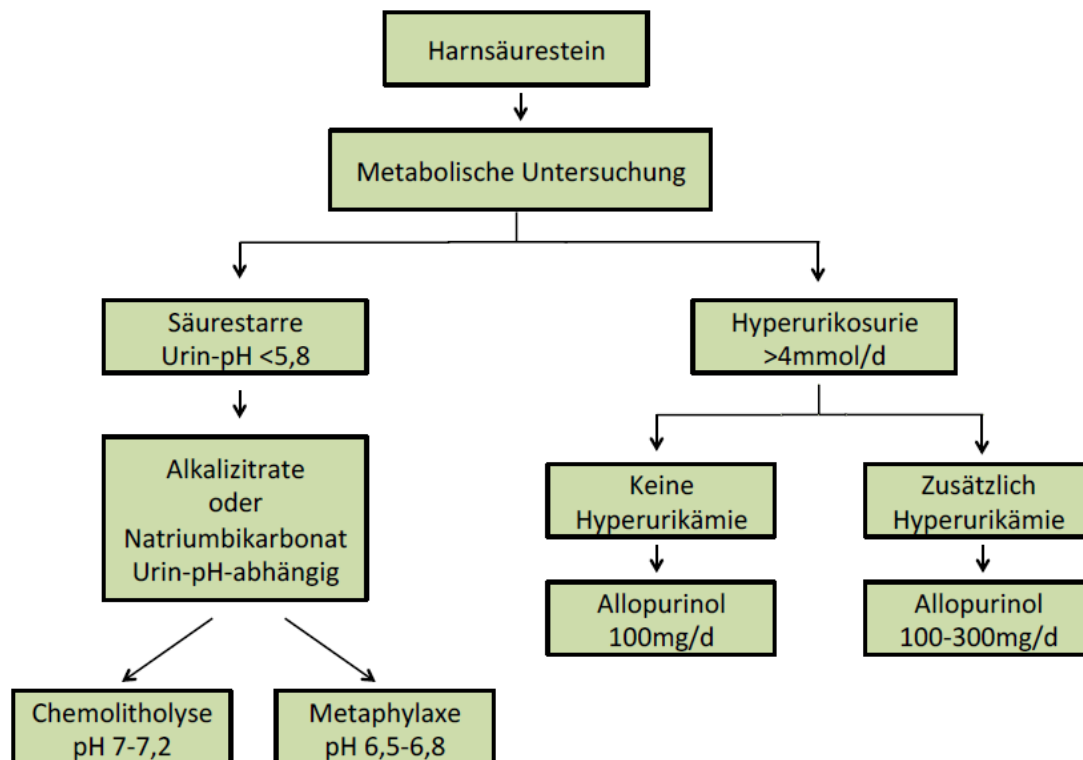 Harnsäurestein
Metabolische Untersuchung
Säurestarre
Urin-pH <5,8
Hyperurikosurie
>4mmol/d
Alkalizitrate
oder
Natriumbikarbonat
Urin-pH-abhängig
Keine
Hyperurikämie
Zusätzlich
Hyperurikämie
Allopurinol
100mg/d
Allopurinol
100-300mg/d
Chemolitholyse
pH 7-7,2
Metaphylaxe
pH 6,5-6,8